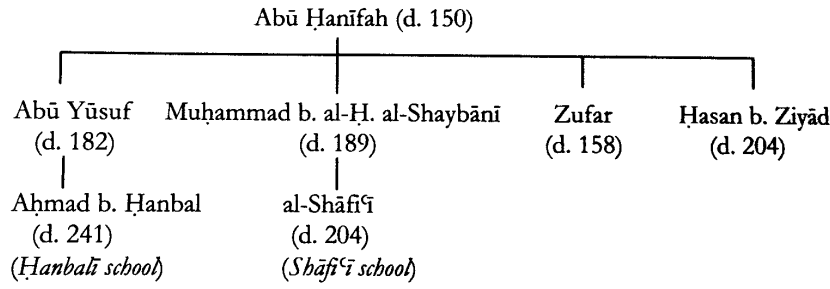 Abū Ḥanīfah (d. 150)
Abū Yūsuf Muḥammad b. al-Ḥ. al-Shaybānī Zufar Ḥasan b. Ziyād
(d. 182) (d. 189) (d. 158) (d. 204)
Aḥmad b. Ḥanbal al-Shāfiʿī
(d. 241) (d. 204)
(Ḥanbalī school) (Shāfiʿī school)